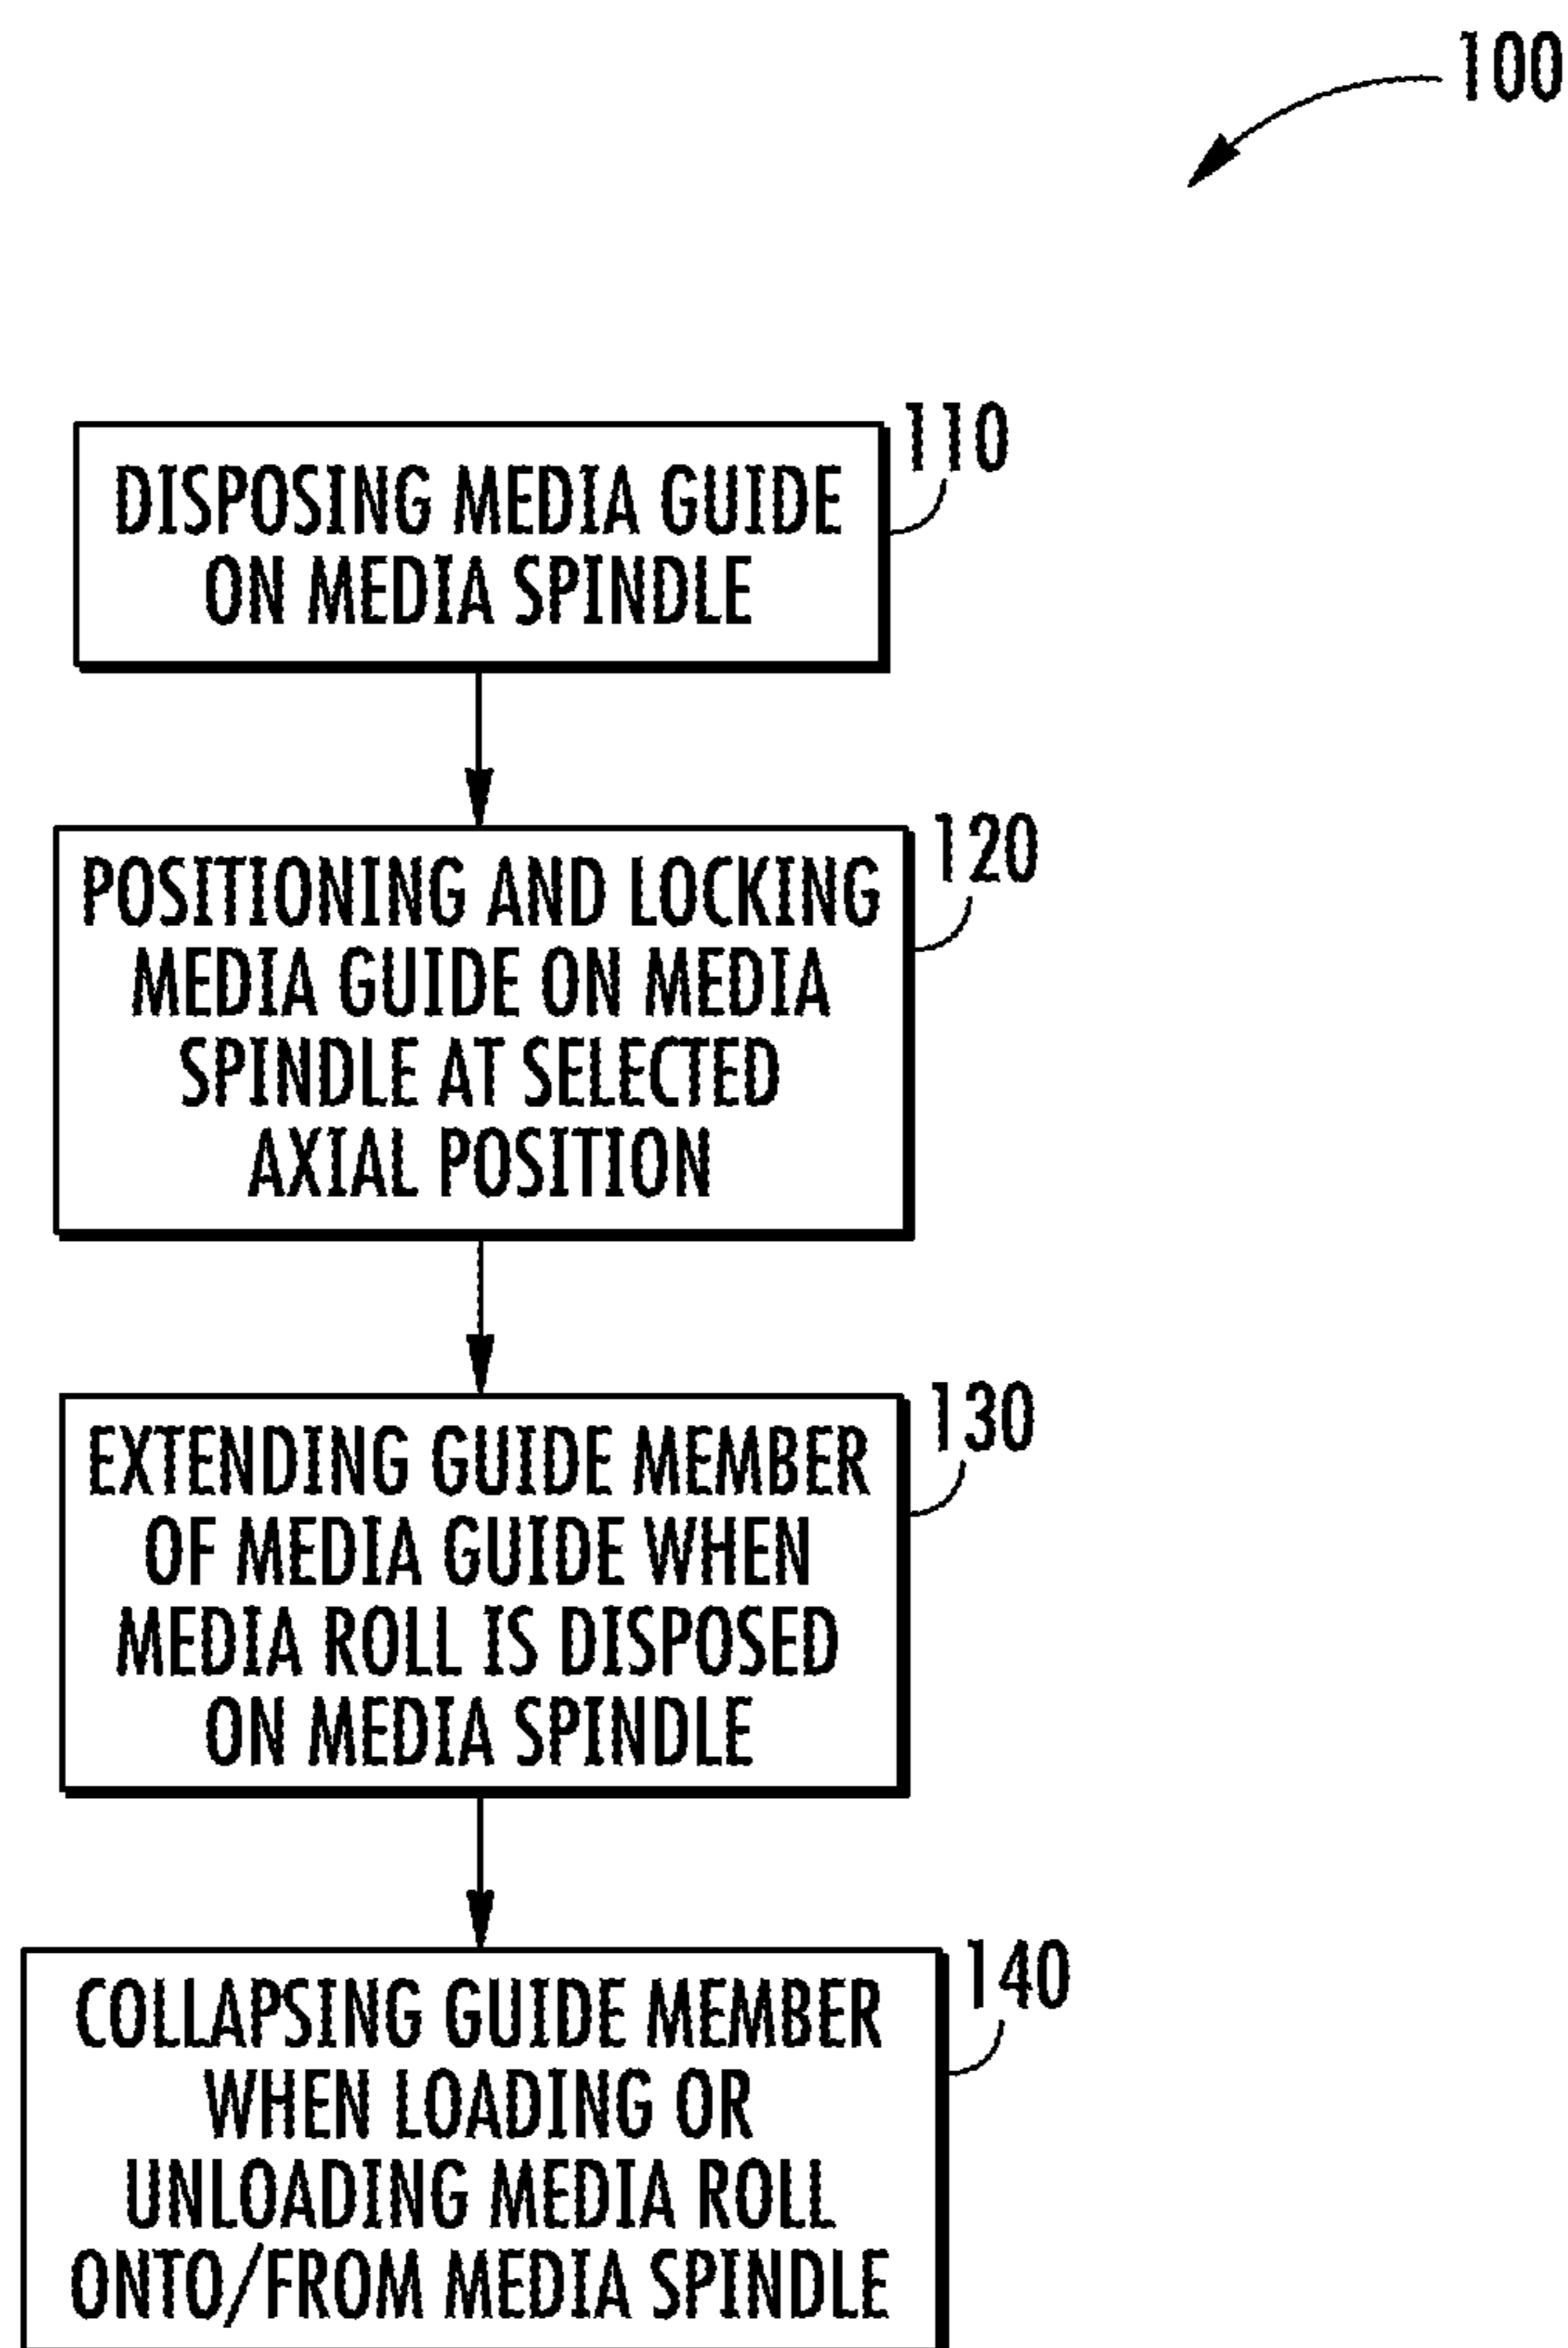 100
110
DISPOSING MEDIA GUIDE
ON MEDIA SPINDLE
120
POSITIONING AND LOCKING
MEDIA GUIDE ON MEDIA
SPINDLE AT SELECTED
AXIAL POSITION
130
EXTENDING GUIDE MEMBER
OF MEDIA GUIDE WHEN
MEDIA ROLL IS DISPOSED
ON MEDIA SPINDLE
140
COLLAPSING GUIDE MEMBER
WHEN LOADING OR
UNLOADING MEDIA ROLL
ONTO/FROM MEDIA SPINDLE